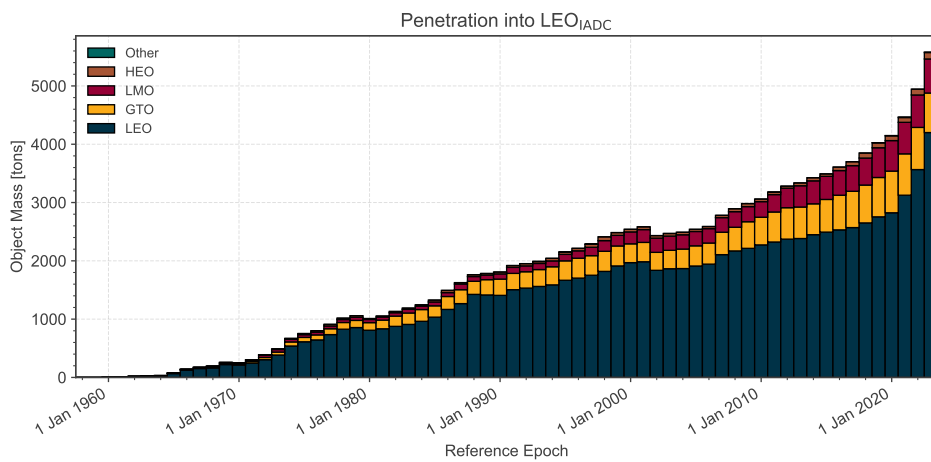 Penetration into LEO_IADC
Other
HEO
LMO
GTO
LEO
Object Mass [tons]
5000
4000
3000
2000
1000
0
1 Jan 1960
1 Jan 1970
1 Jan 1980
1 Jan 1990
1 Jan 2000
1 Jan 2010
1 Jan 2020
Reference Epoch